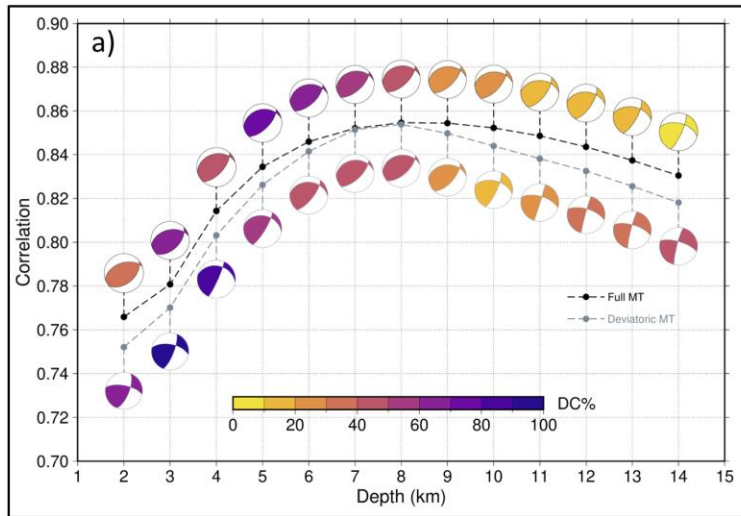 a)
0.90
0.88
0.86
0.84
0.82
0.80
0.78
0.76
0.74
0.72
0.70
Correlation
Full MT
Deviatoric MT
DC%
0 20 40 60 80 100
1 2 3 4 5 6 7 8 9 10 11 12 13 14 15
Depth (km)